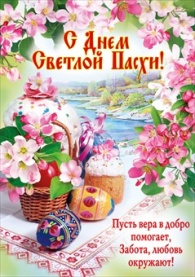 С Днем
Светлой Пасхи!
Пусть вера в добро
помогает,
Забота, любовь
окружают!